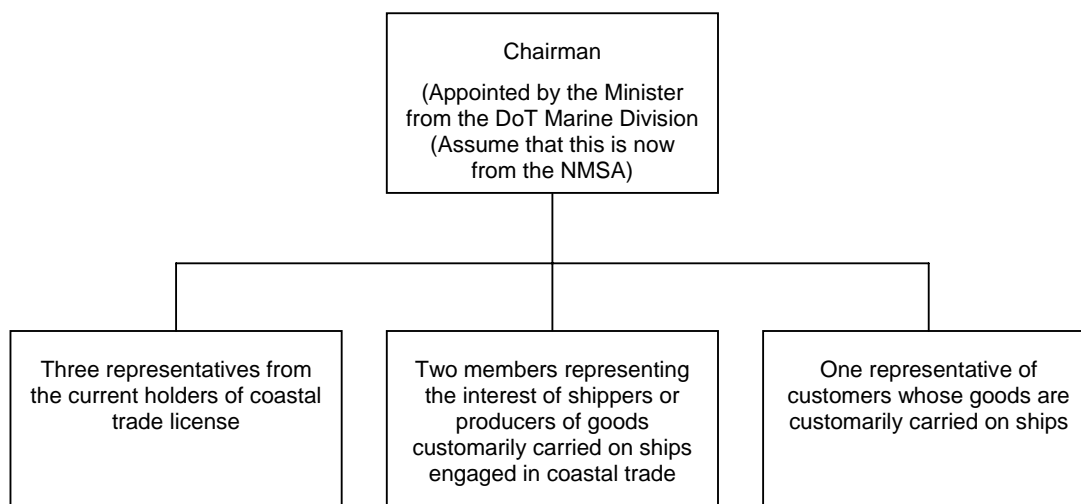 Chairman
(Appointed by the Minister
from the DoT Marine Division
(Assume that this is now
from the NMSA)
Three representatives from
the current holders of coastal
trade license
Two members representing
the interest of shippers or
producers of goods
customarily carried on ships
engaged in coastal trade
One representative of
customers whose goods are
customarily carried on ships